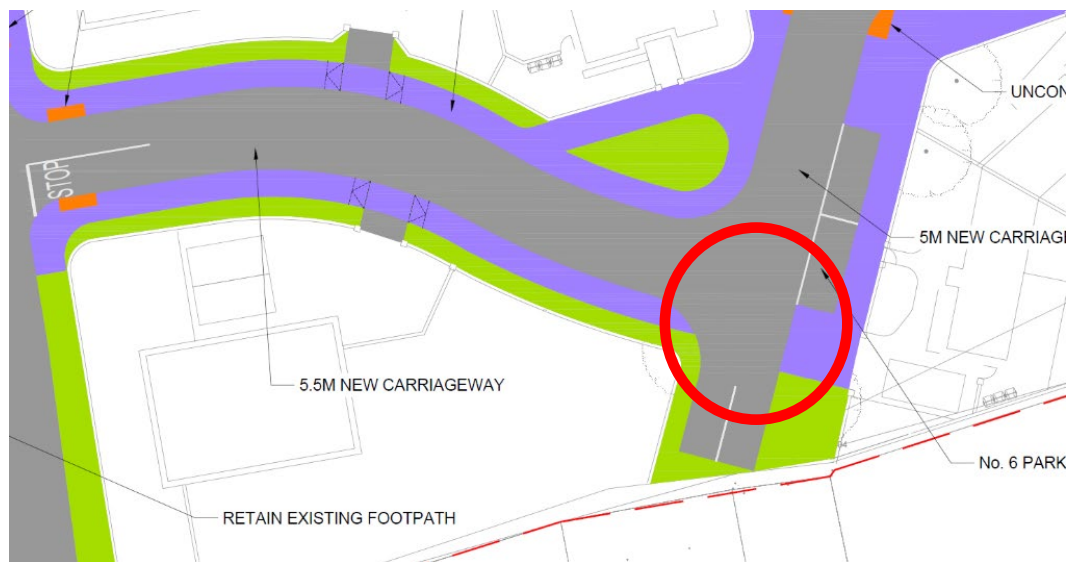 UNCON
STOP
5M NEW CARRIAGE
5.5M NEW CARRIAGEWAY
No. 6 PARK
RETAIN EXISTING FOOTPATH